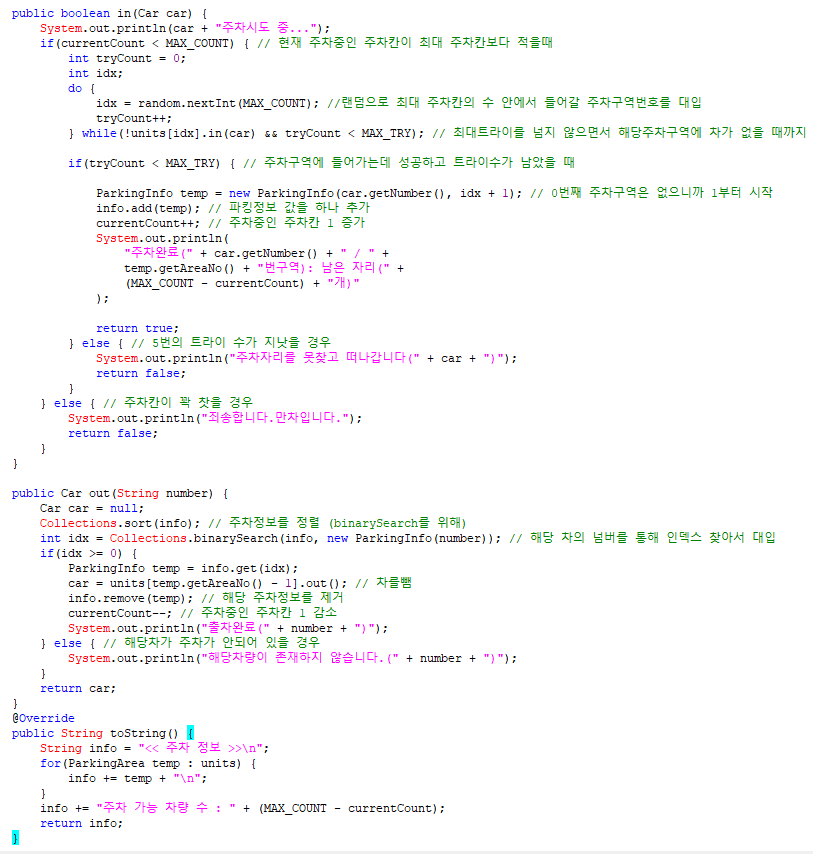 public boolean in(Car car) {
    System.out.println(car + "주차시도 중...");
    if(currentCount < MAX_COUNT) { // 현재 주차중인 주차칸이 최대 주차칸보다 적을때
        int tryCount = 0;
        int idx;
        do {
            idx = random.nextInt(MAX_COUNT); //랜덤으로 최대 주차칸의 수 안에서 들어갈 주차구역번호를 대입
            tryCount++;
        } while(!units[idx].in(car) && tryCount < MAX_TRY); // 최대트라이를 넘지 않으면서 해당주차구역에 차가 없을 때까지

        if(tryCount < MAX_TRY) { // 주차구역에 들어가는데 성공하고 트라이수가 남았을 때

            ParkingInfo temp = new ParkingInfo(car.getNumber(), idx + 1); // 0번째 주차구역은 없으니까 1부터 시작
            info.add(temp); // 파킹정보 값을 하나 추가
            currentCount++; // 주차중인 주차칸 1 증가
            System.out.println(
                "주차완료(" + car.getNumber() + " / " +
                temp.getAreaNo() + "번구역): 남은 자리(" +
                (MAX_COUNT - currentCount) + "개)"
            );

            return true;
        } else { // 5번의 트라이 수가 지낫을 경우
            System.out.println("주차자리를 못찾고 떠나갑니다(" + car + ")");
            return false;
        }
    } else { // 주차칸이 꽉 찻을 경우
        System.out.println("죄송합니다.만차입니다.");
        return false;
    }
}

public Car out(String number) {
    Car car = null;
    Collections.sort(info); // 주차정보를 정렬 (binarySearch를 위해)
    int idx = Collections.binarySearch(info, new ParkingInfo(number)); // 해당 차의 넘버를 통해 인덱스 찾아서 대입
    if(idx >= 0) {
        ParkingInfo temp = info.get(idx);
        car = units[temp.getAreaNo() - 1].out(); // 차를뺌
        info.remove(temp); // 해당 주차정보를 제거
        currentCount--; // 주차중인 주차칸 1 감소
        System.out.println("출차완료(" + number + ")");
    } else { // 해당차가 주차가 안되어 있을 경우
        System.out.println("해당차량이 존재하지 않습니다.(" + number + ")");
    }
    return car;
}
@Override
public String toString() {
    String info = "<< 주차 정보 >>\n";
    for(ParkingArea temp : units) {
        info += temp + "\n";
    }
    info += "주차 가능 차량 수 : " + (MAX_COUNT - currentCount);
    return info;
}